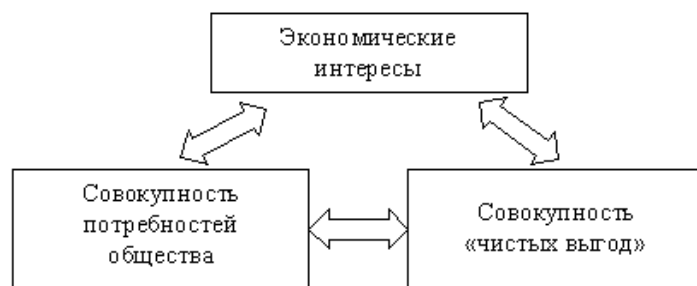 Экономические
интересы
Совокупность
потребностей
общества
Совокупность
«чистых выгод»